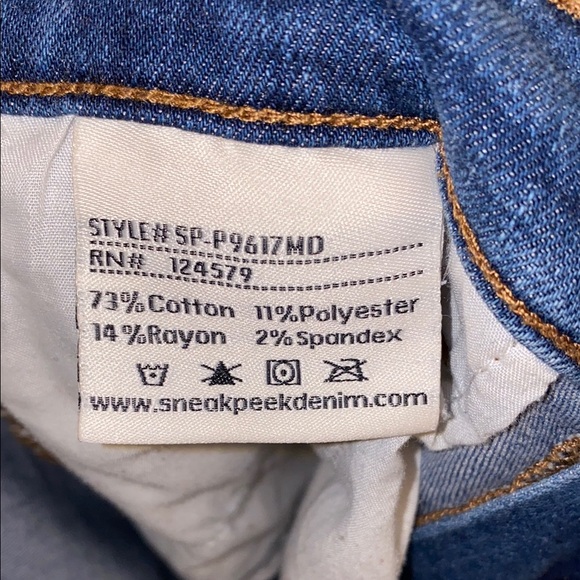 STYLE# SP-P9617MD
RN# 124579
73%Cotton 11%Polyester
14%Rayon 2%Spandex
www.sneakpeekdenim.com